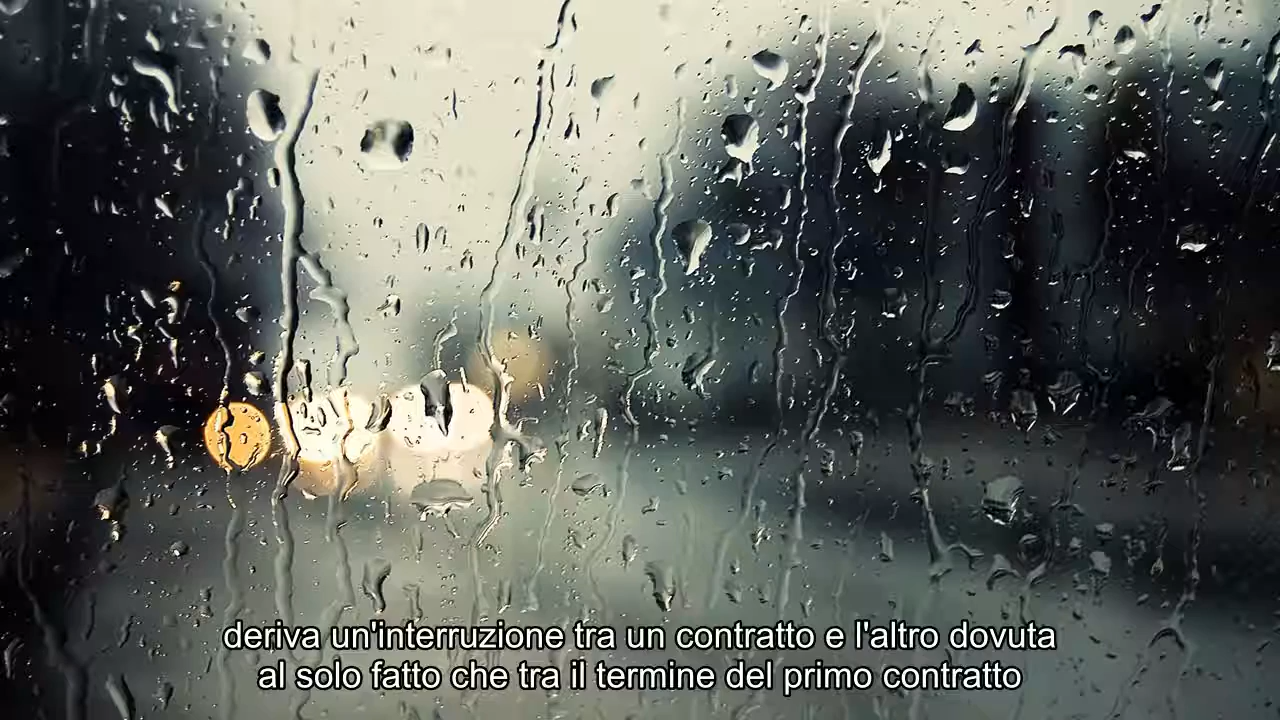 deriva un'interruzione tra un contratto e l'altro dovuta
al solo fatto che tra il termine del primo contratto